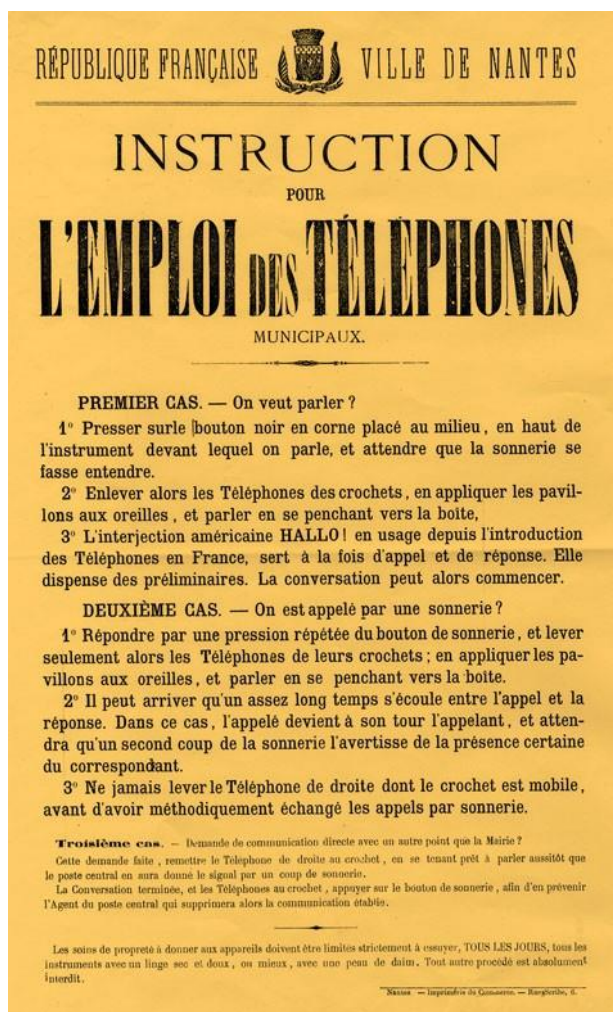 RÉPUBLIQUE FRANÇAISE VILLE DE NANTES
INSTRUCTION
POUR
L'EMPLOI DES TÉLÉPHONES
MUNICIPAUX.
PREMIER CAS. — On veut parler ?
1º Presser surle bouton noir en corne placé au milieu, en haut de
l'instrument devant lequel on parle, et attendre que la sonnerie se
fasse entendre.
2º Enlever alors les Téléphones des crochets, en appliquer les pavil-
lons aux oreilles, et parler en se penchant vers la boîte,
3º L'interjection américaine HALLO! en usage depuis l'introduction
des Téléphones en France, sert à la fois d'appel et de réponse. Elle
dispense des préliminaires. La conversation peut alors commencer.
DEUXIÈME CAS. — On est appelé par une sonnerie ?
1º Répondre par une pression répétée du bouton de sonnerie, et lever
seulement alors les Téléphones de leurs crochets ; en appliquer les pa-
villons aux oreilles, et parler en se penchant vers la boîte.
2º Il peut arriver qu'un assez long temps s'écoule entre l'appel et la
réponse. Dans ce cas, l'appelé devient à son tour l'appelant, et atten-
dra qu'un second coup de la sonnerie l'avertisse de la présence certaine
du correspondant.
3º Ne jamais lever le Téléphone de droite dont le crochet est mobile,
avant d'avoir méthodiquement échangé les appels par sonnerie.
Troisième cas. — Demande de communication directe avec un autre point que la Mairie ?
Cette demande faite, remettre le Téléphone de droite au crochet, en se tenant prêt à parler aussitôt que
le poste central en aura donné le signal par un coup de sonnerie.
La Conversation terminée, et les Téléphones au crochet, appuyer sur le bouton de sonnerie, afin d'en prévenir
l'Agent du poste central qui supprimera alors la communication établie.
Les soins de propreté à donner aux appareils doivent être limités strictement à essuyer, TOUS LES JOURS, tous les
instruments avec un linge sec et doux, ou mieux, avec une peau de daim. Tout autre procédé est absolument
interdit.
Nantes — Imprimerie du Commerce. — Rue Scribe, 6.